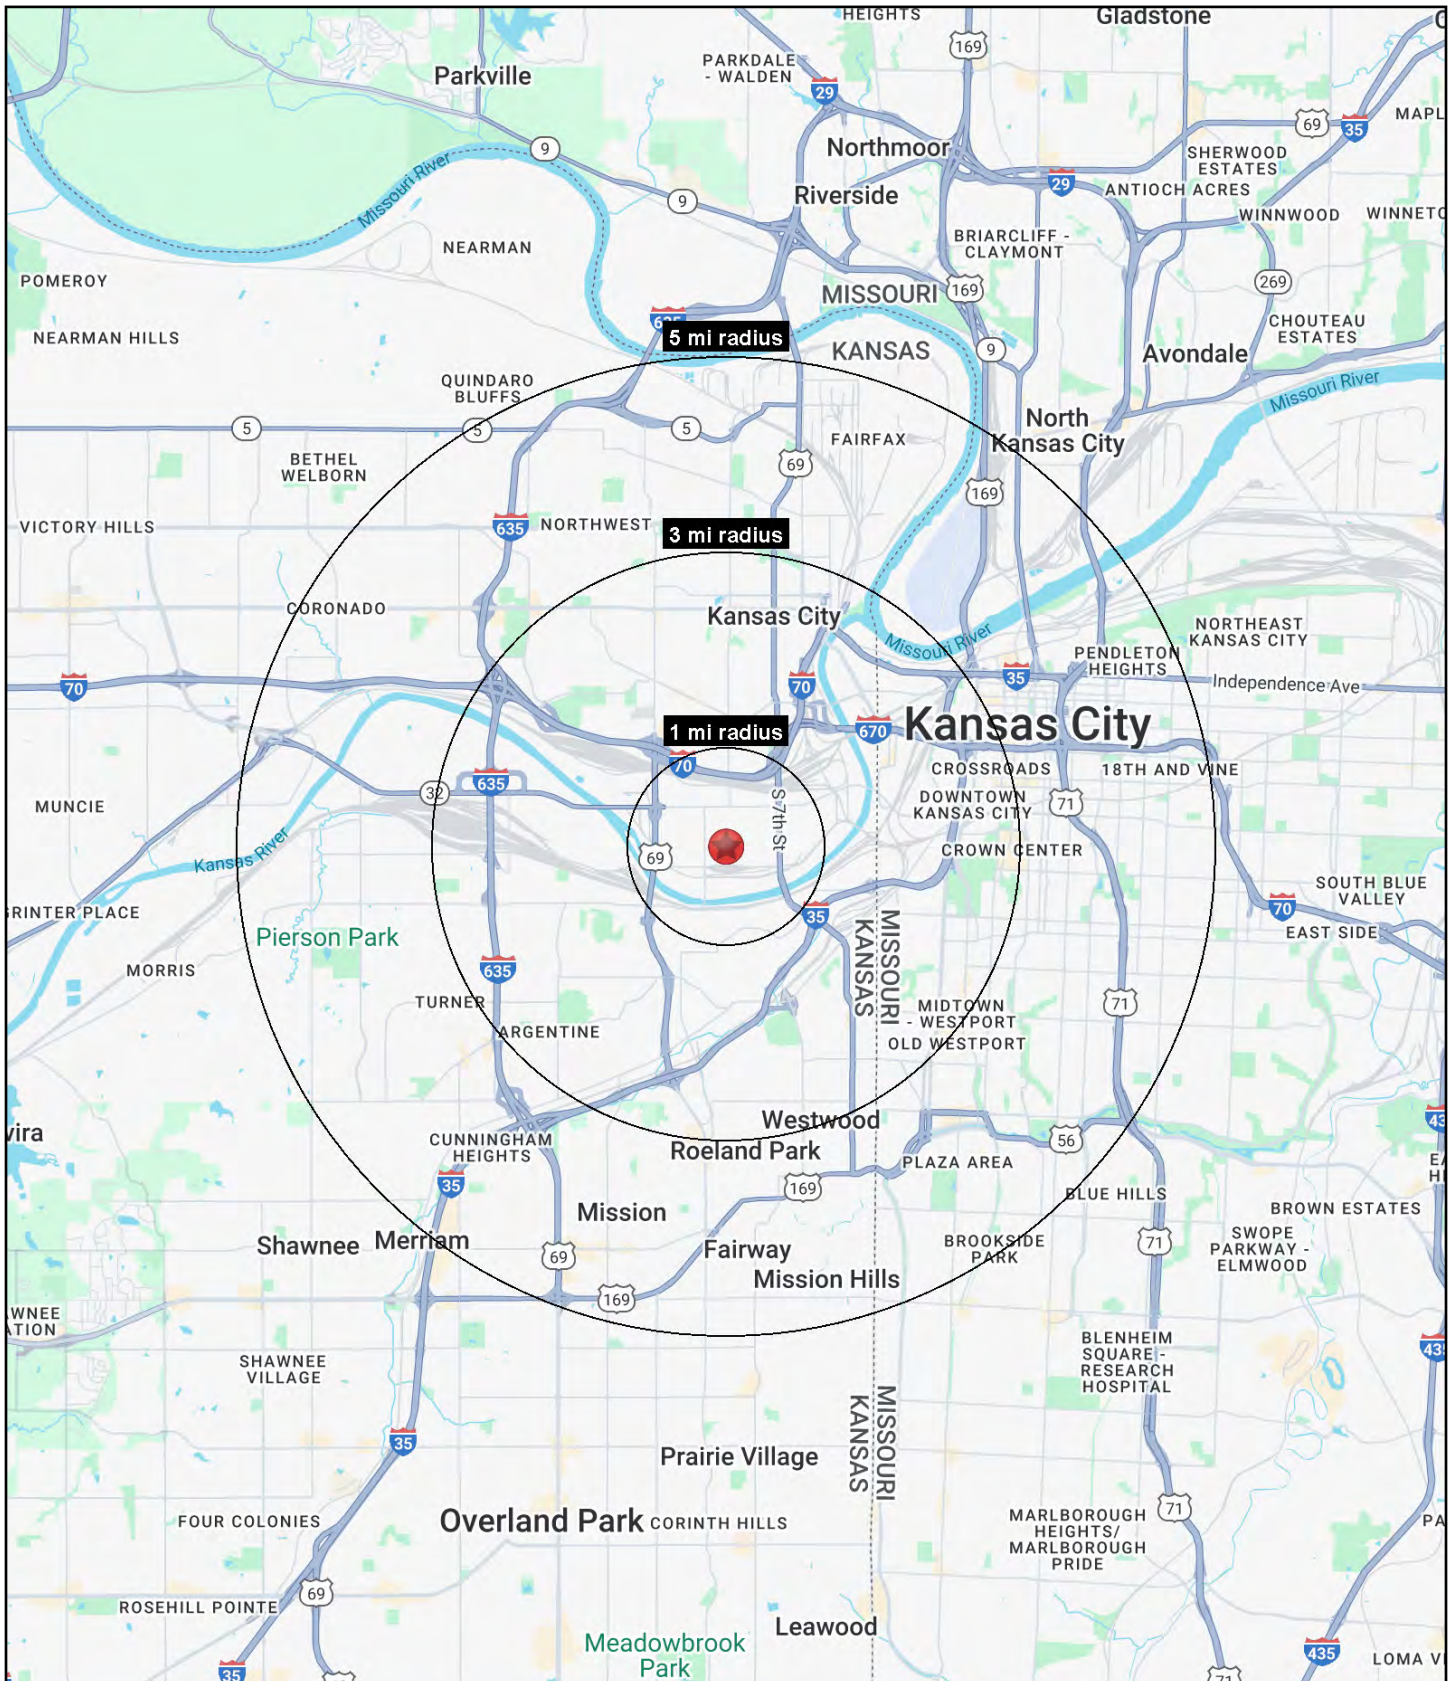 HEIGHTS
Gladstone
169
Parkville
PARKDALE
- WALDEN
29
69
35
Northmoor
9
SHERWOOD
ESTATES
Missouri River
29
ANTIOCH ACRES
9
Riverside
WINNWOOD
NEARMAN
BRIARCLIFF -
CLAYMONT
POMEROY
MISSOURI
169
269
NEARMAN HILLS
635
5 mi radius
KANSAS
9
CHOUTEAU
ESTATES
Avondale
QUINDARO
BLUFFS
Missouri River
5
5
5
FAIRFAX
North
Kansas City
BETHEL
WELBORN
69
169
VICTORY HILLS
635
NORTHWEST
3 mi radius
CORONADO
Kansas City
Missouri River
NORTHEAST
KANSAS CITY
PENDLETON
HEIGHTS
70
70
35
Independence Ave
1 mi radius
670
Kansas City
70
635
32
CROSSROADS
18TH AND VINE
MUNCIE
S 7th St
DOWNTOWN
KANSAS CITY
71
Kansas River
69
CROWN CENTER
SOUTH BLUE
VALLEY
GRINTER PLACE
35
70
EAST SIDE
Pierson Park
KANSAS
MISSOURI
MORRIS
635
TURNER
71
MIDTOWN
- WESTPORT
ARGENTINE
OLD WESTPORT
Westwood
CUNNINGHAM
HEIGHTS
Roeland Park
56
PLAZA AREA
35
169
BLUE HILLS
Mission
BROWN ESTATES
Shawnee
Merriam
69
Fairway
BROOKSIDE
PARK
71
SWOPE
PARKWAY -
ELMWOOD
Mission Hills
169
BLENHEIM
SQUARE -
RESEARCH
HOSPITAL
SHAWNEE
VILLAGE
KANSAS
MISSOURI
35
Prairie Village
71
FOUR COLONIES
Overland Park
CORINTH HILLS
MARLBOROUGH
HEIGHTS/
MARLBOROUGH
PRIDE
69
ROSEHILL POINTE
Leawood
Meadowbrook
Park
435
35
71